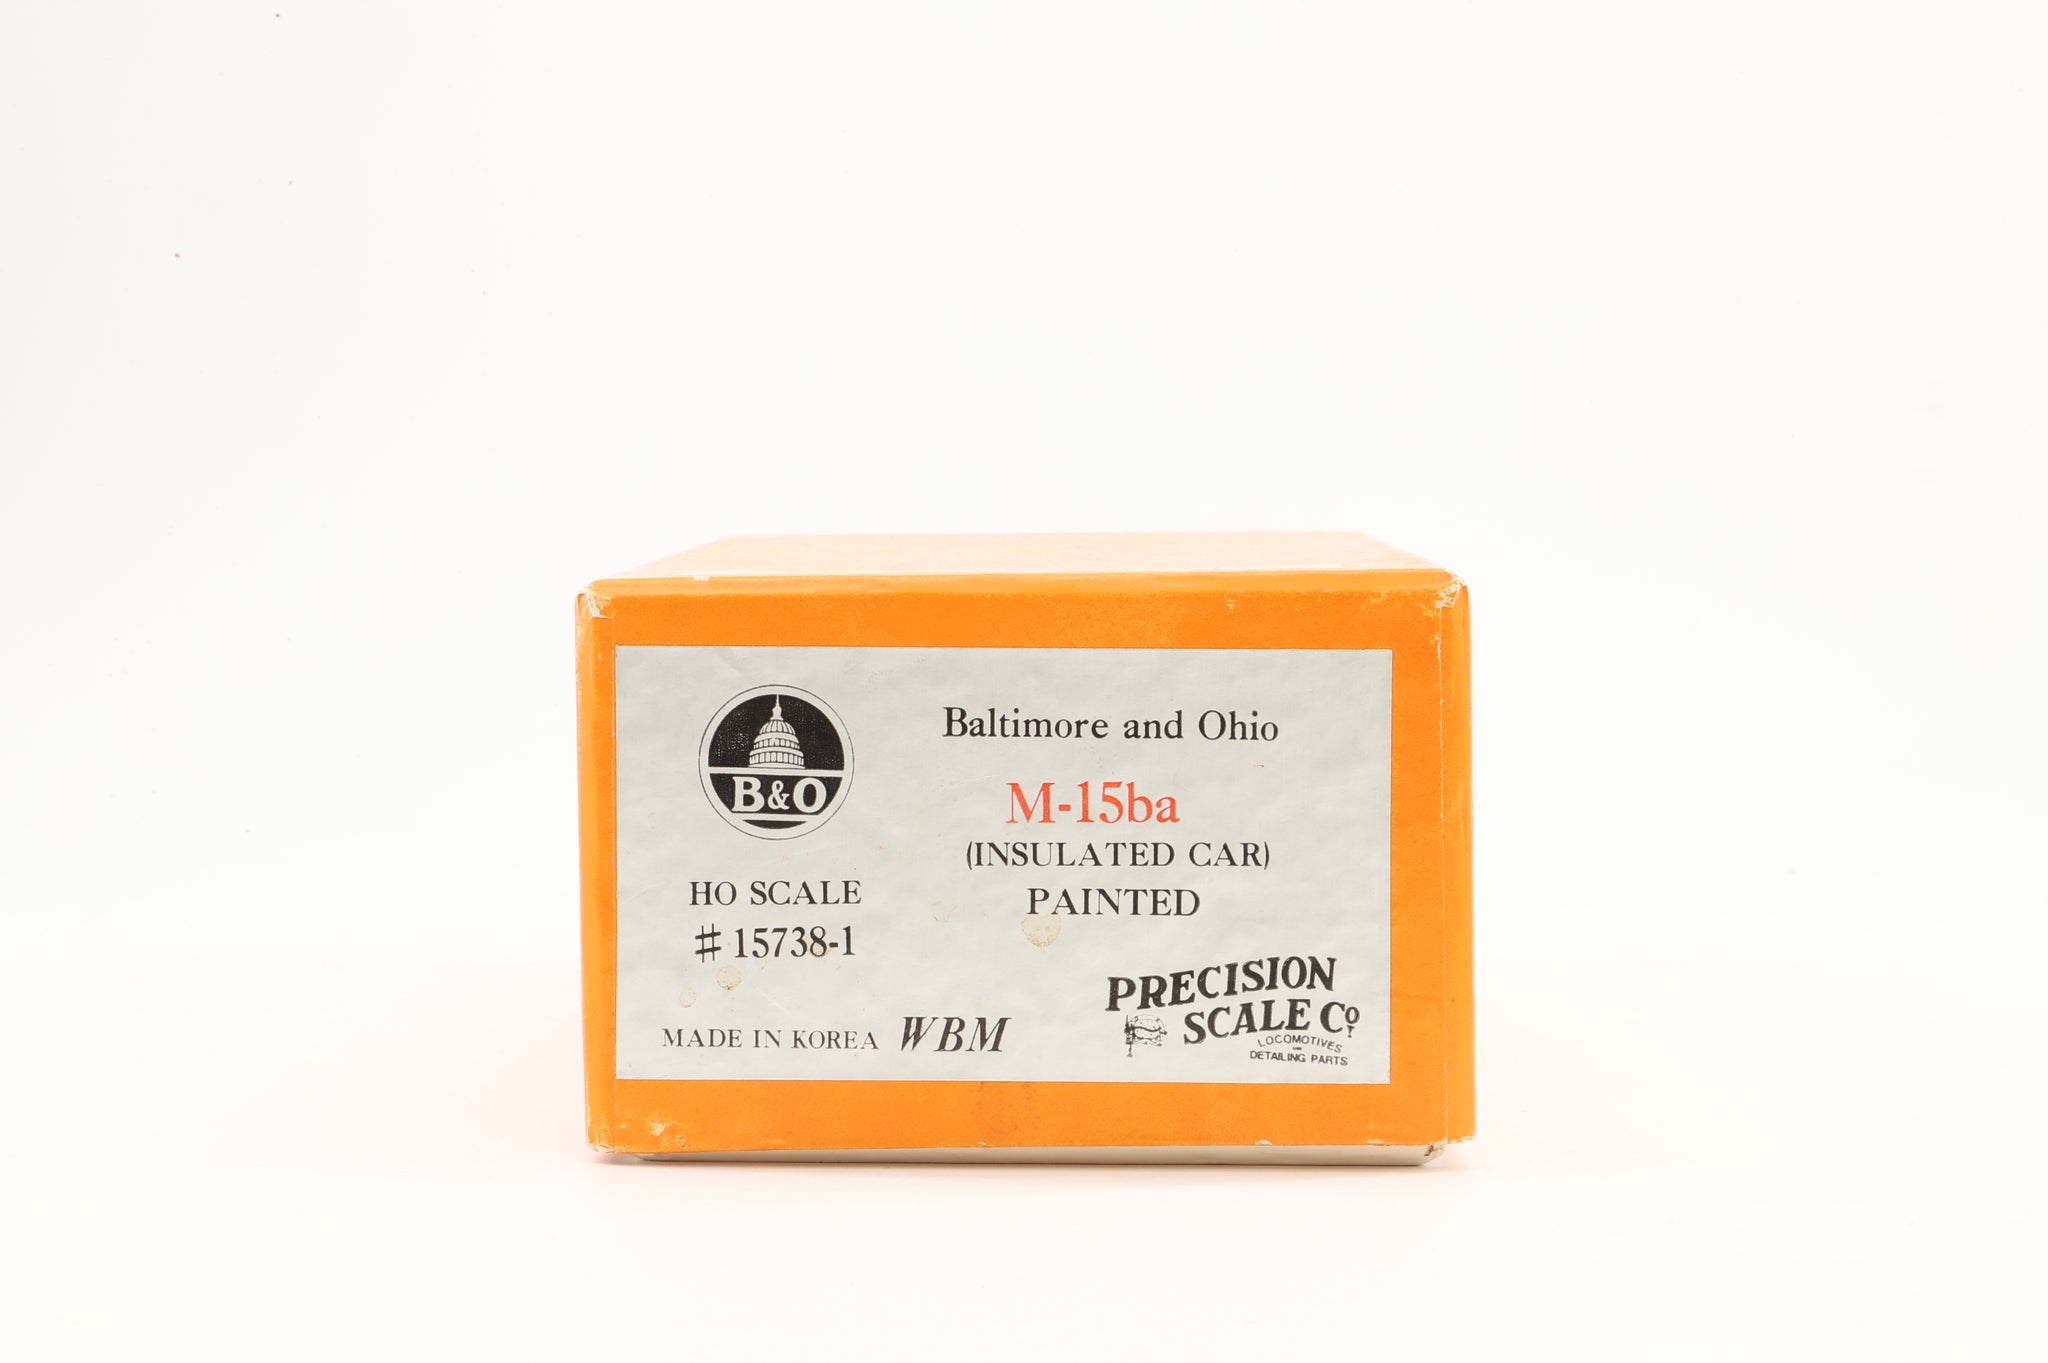 B&O
Baltimore and Ohio
M-15ba
(INSULATED CAR)
PAINTED
HO SCALE
#15738-1
MADE IN KOREA WBM
PRECISION
SCALE Co.
LOCOMOTIVES
AND
DETAILING PARTS